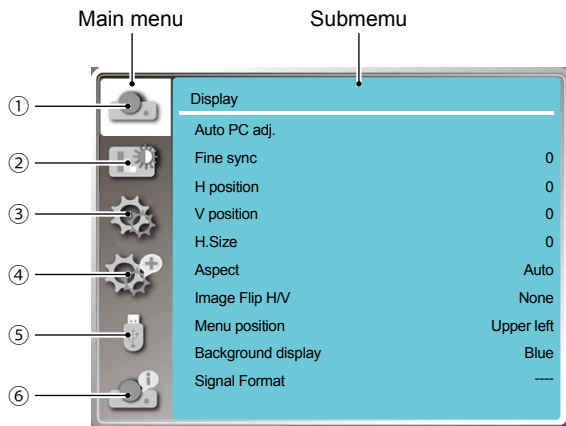 Main menu Submemu
① Display
Auto PC adj.
② Fine sync 0
H position 0
③ V position 0
H.Size 0
④ Aspect Auto
Image Flip H/V None
⑤ Menu position Upper left
Background display Blue
⑥ Signal Format ----